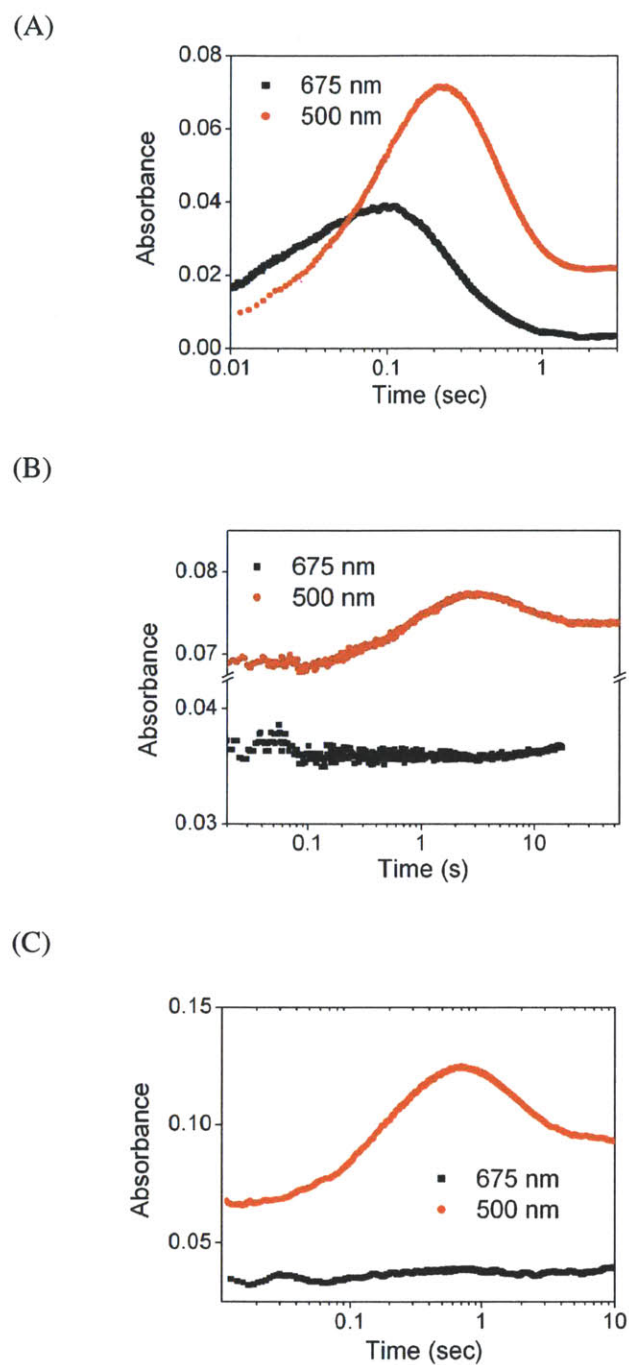 (A)
0.08
0.06
0.04
0.02
0.00
Absorbance
675 nm
500 nm
0.01
0.1
1
Time (sec)
(B)
0.08
0.07
0.04
0.03
Absorbance
675 nm
500 nm
0.1
1
10
Time (s)
(C)
0.15
0.10
0.05
Absorbance
675 nm
500 nm
0.1
1
10
Time (sec)